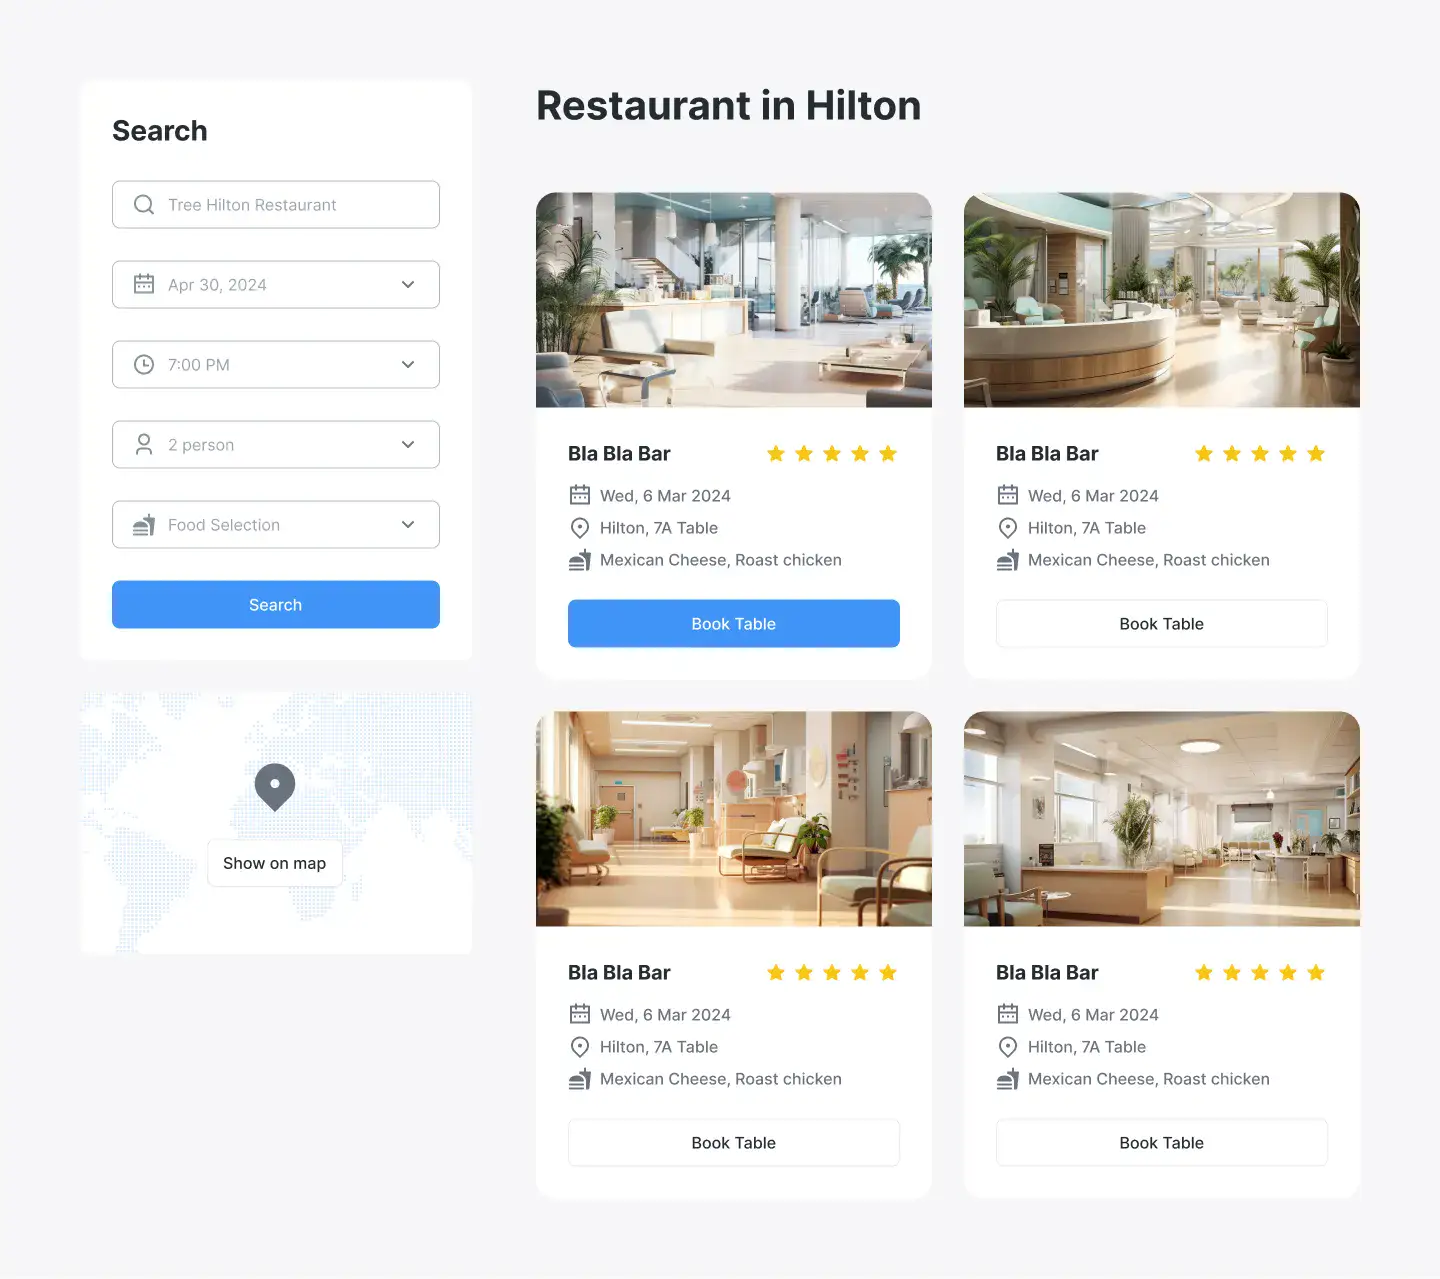 Search
Tree Hilton Restaurant
Apr 30, 2024
7:00 PM
2 person
Food Selection
Search
Show on map
Restaurant in Hilton
Bla Bla Bar
Wed, 6 Mar 2024
Hilton, 7A Table
Mexican Cheese, Roast chicken
Book Table
Bla Bla Bar
Wed, 6 Mar 2024
Hilton, 7A Table
Mexican Cheese, Roast chicken
Book Table
Bla Bla Bar
Wed, 6 Mar 2024
Hilton, 7A Table
Mexican Cheese, Roast chicken
Book Table
Bla Bla Bar
Wed, 6 Mar 2024
Hilton, 7A Table
Mexican Cheese, Roast chicken
Book Table